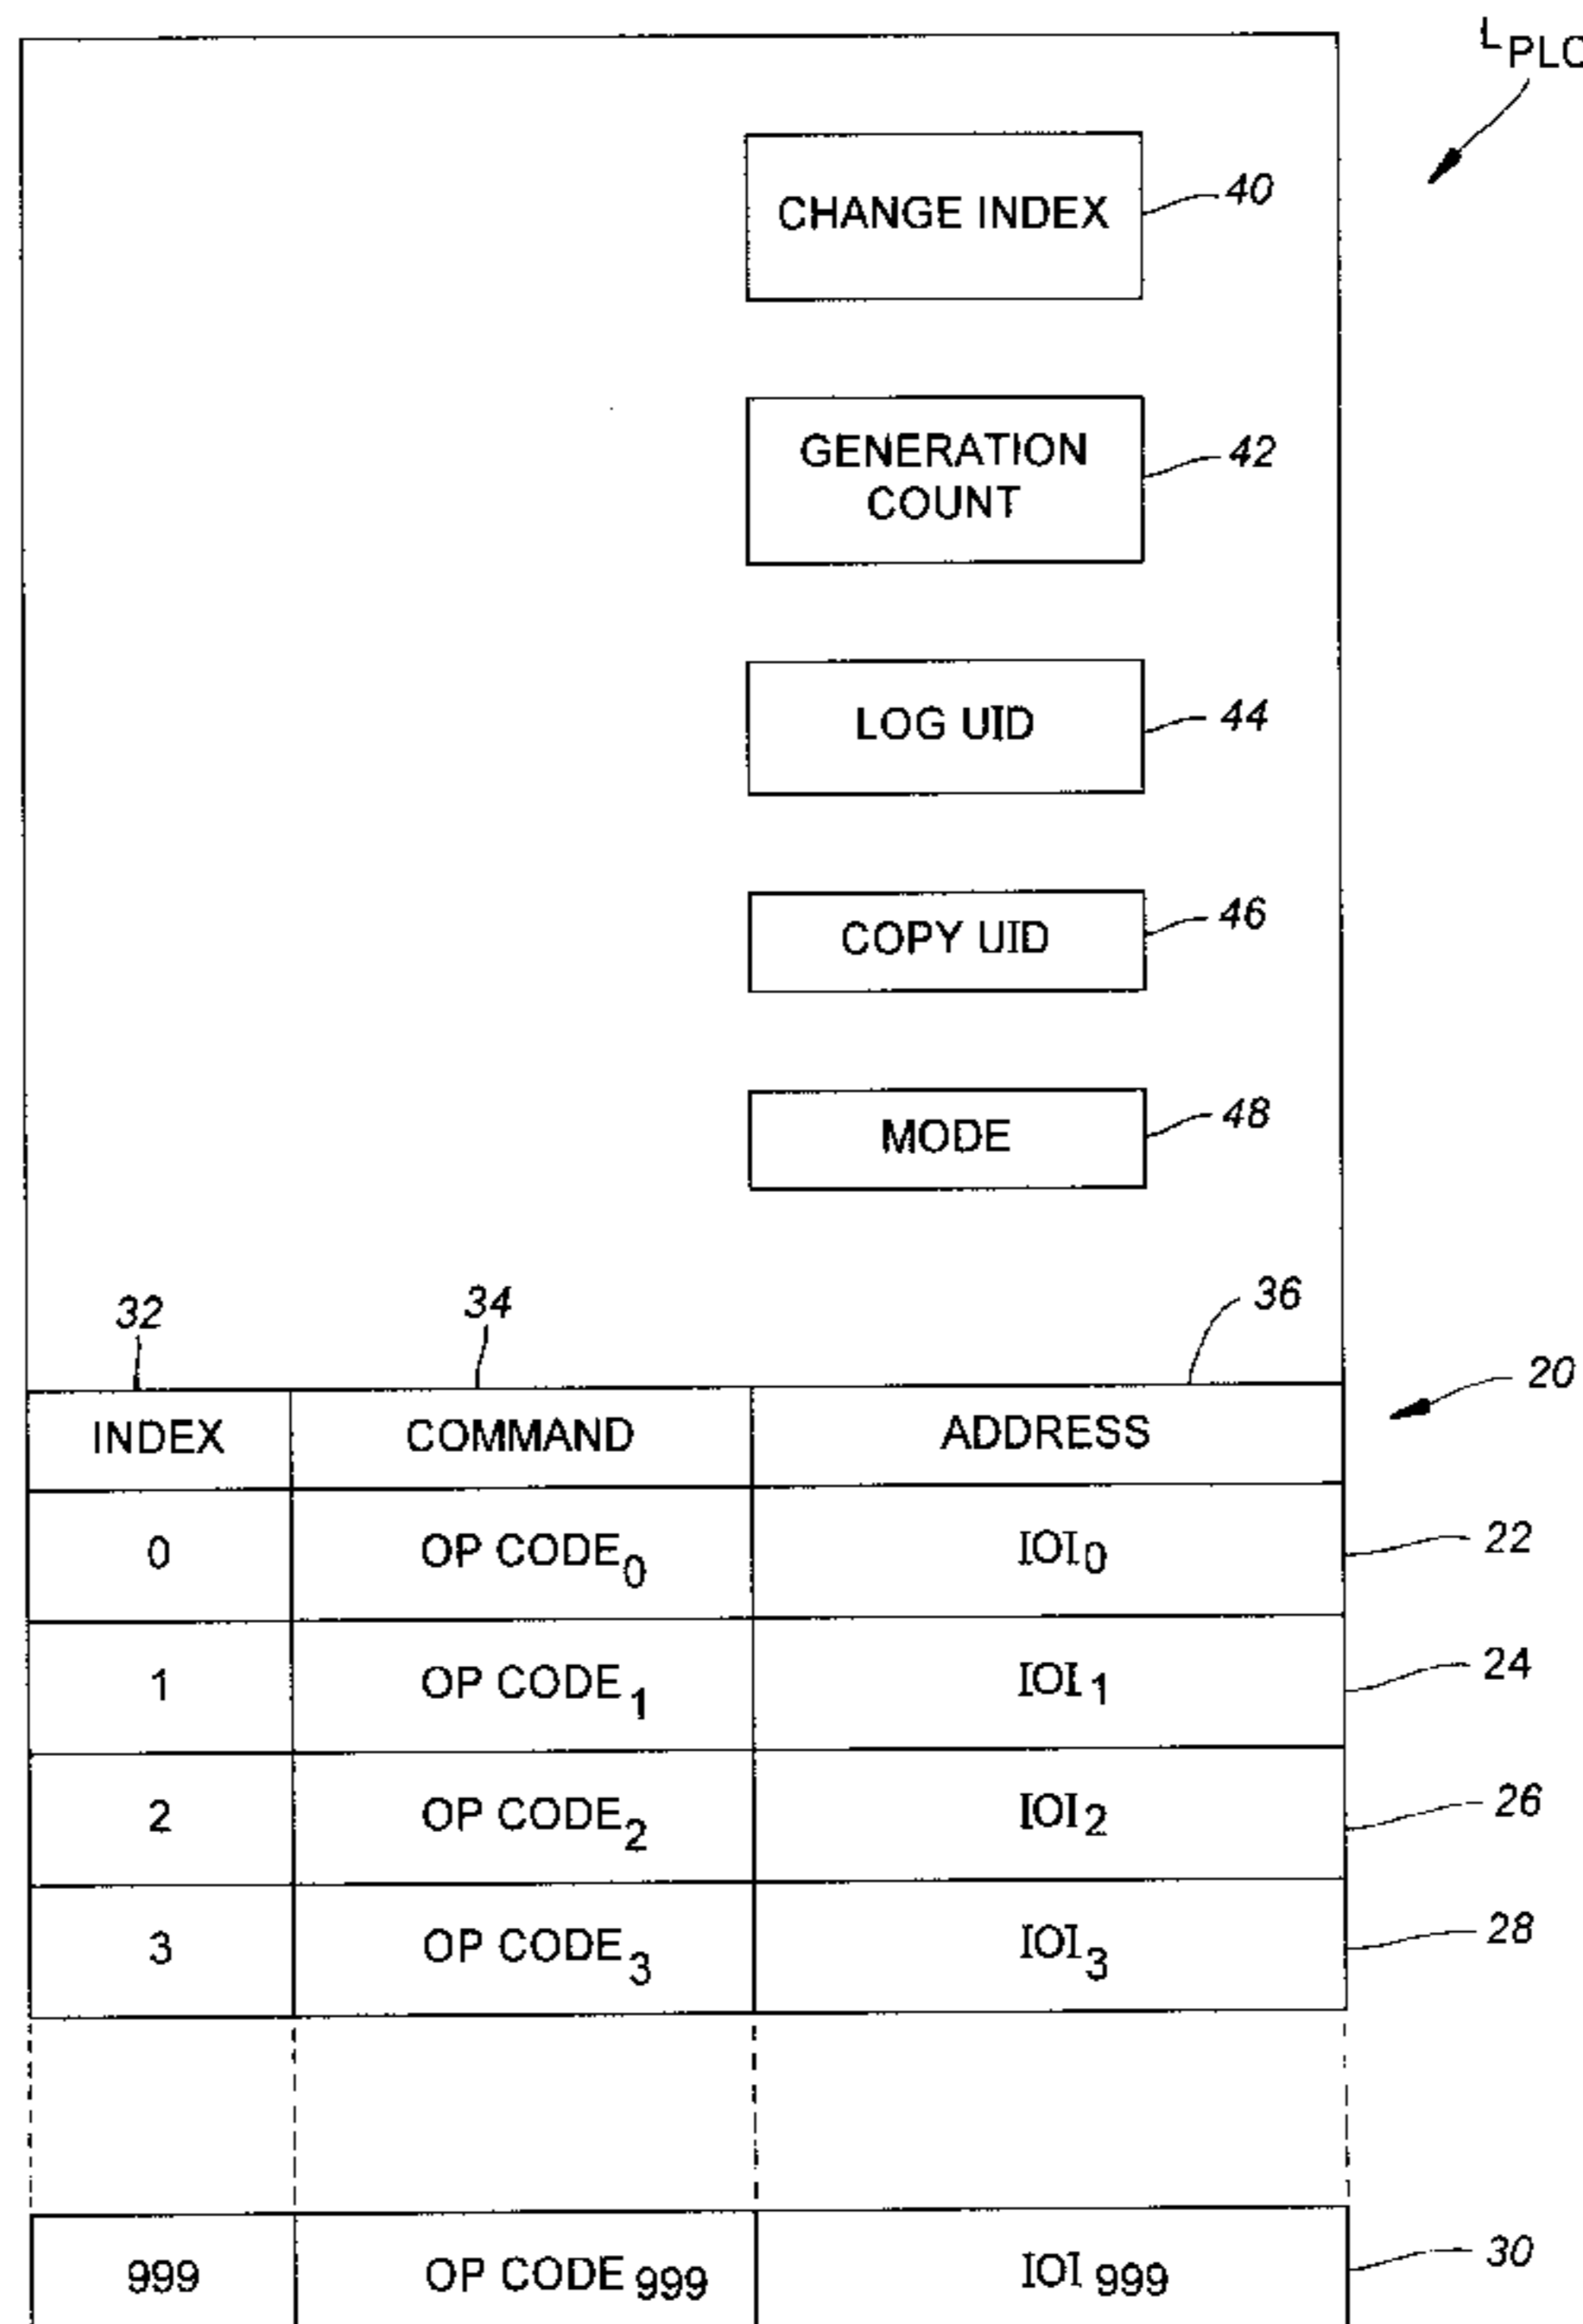 L PLC
CHANGE INDEX 40
GENERATION 42
COUNT
LOG UID 44
COPY UID 46
MODE 48
32 34 36
20
INDEX COMMAND ADDRESS
0 OP CODE0 IOI0 22
1 OP CODE1 IOI1 24
2 OP CODE2 IOI2 26
3 OP CODE3 IOI3 28
999 OP CODE999 IOI999 30